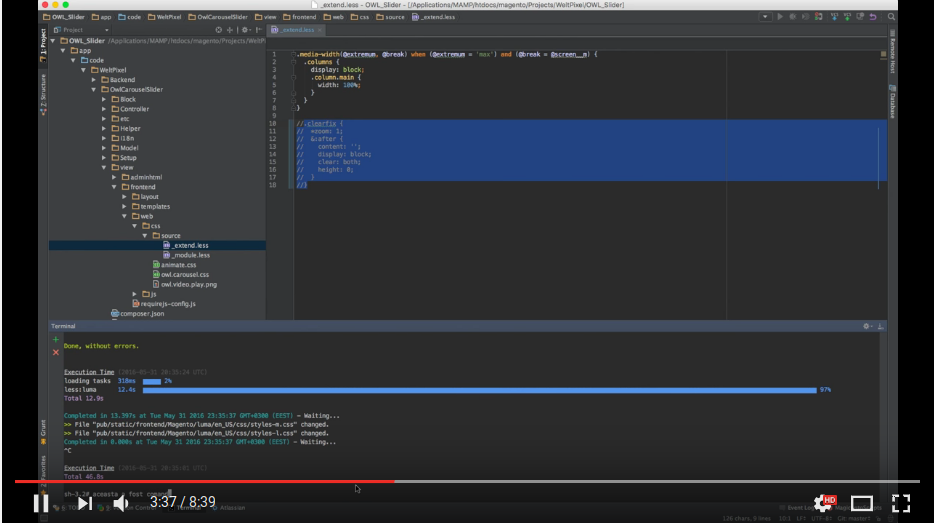 _extend.less - OWL_Slider - [/Applications/MAMP/htdocs/magento/Projects/WeltPixel/OWL_Slider]
OWL_Slider app code WeltPixel OwlCarouselSlider view frontend web css source _extend.less
Project
_extend.less
1: Project
OWL_Slider /Applications/MAMP/htdocs/magento/Projects/WeltPi
app
code
WeltPixel
Backend
OwlCarouselSlider
Block
Controller
etc
Helper
i18n
Model
Setup
view
adminhtml
frontend
layout
templates
web
css
source
_extend.less
_module.less
animate.css
owl.carousel.css
owl.video.play.png
js
requirejs-config.js
composer.json
Structure
Grunt
2: Favorites
Remote Host
Database
1 .media-width(@extremum, @break) when (@extremum = 'max') and (@break = @screen__m) {
2 .columns {
3 display: block;
4 .column.main {
5 width: 100%;
6 }
7 }
8 }
9
10 //.clearfix {
11 // *zoom: 1;
12 // &:after {
13 // content: '';
14 // display: block;
15 // clear: both;
16 // height: 0;
17 // }
18 //}
Terminal
Done, without errors.
Execution Time (2016-05-31 20:35:24 UTC)
loading tasks 318ms 2%
less:luma 12.4s 97%
Total 12.9s
Completed in 13.397s at Tue May 31 2016 23:35:37 GMT+0300 (EEST) - Waiting...
>> File "pub/static/frontend/Magento/luma/en_US/css/styles-m.css" changed.
>> File "pub/static/frontend/Magento/luma/en_US/css/styles-l.css" changed.
Completed in 0.000s at Tue May 31 2016 23:35:37 GMT+0300 (EEST) - Waiting...
^C
Execution Time
Total 46.8s
sh-3.2# aceasta a fost
3:37 / 8:39
HD
Terminal
Event Log